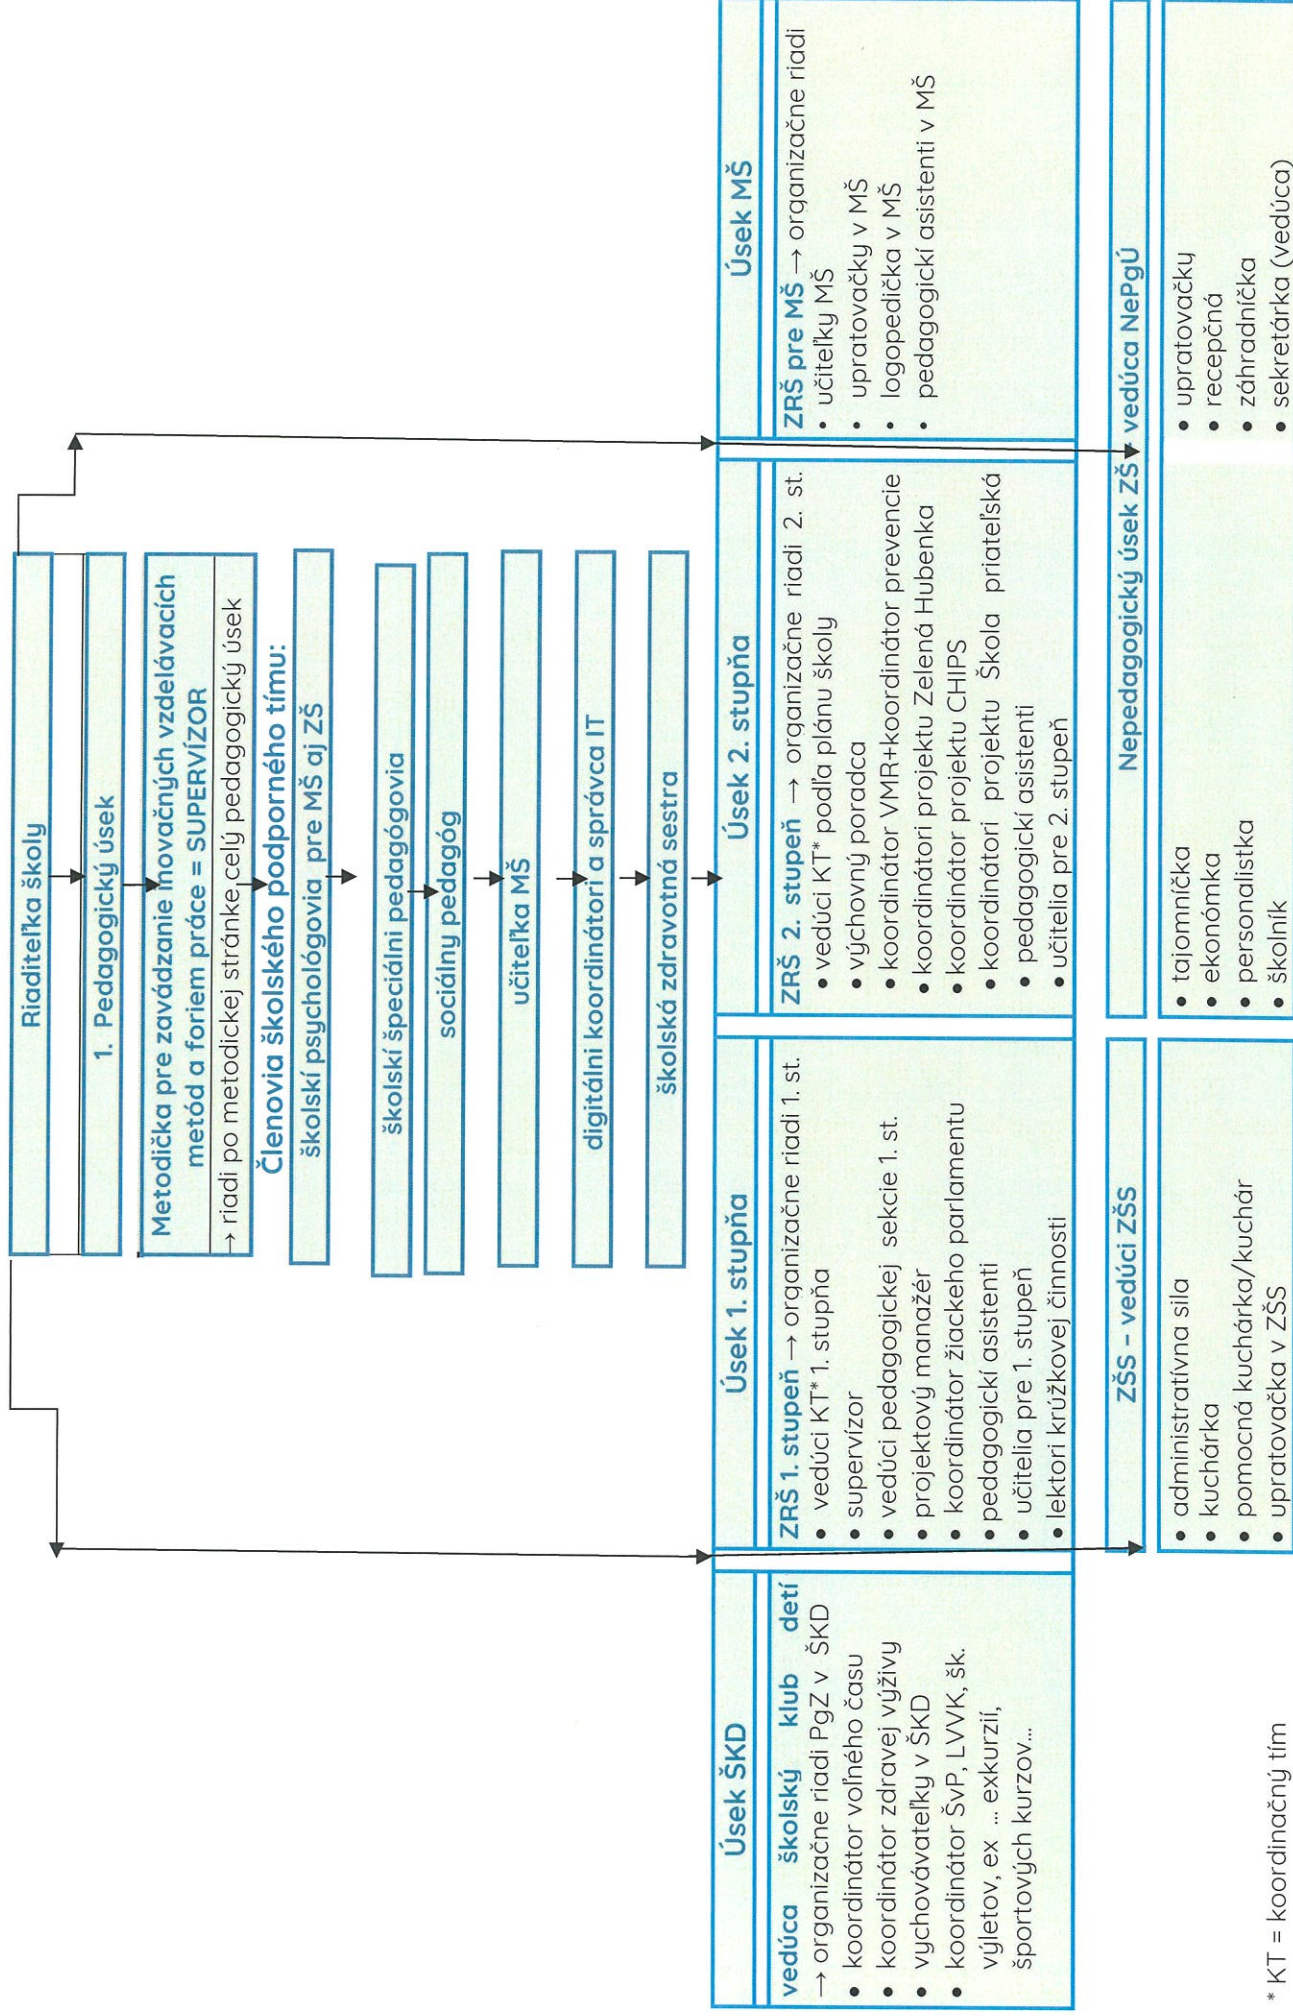 Riaditeľka školy
1. Pedagogický úsek
Metodička pre zavádzanie inovačných vzdelávacích
metód a foriem práce = SUPERVÍZOR
→ riadi po metodickej stránke celý pedagogický úsek
Členovia školského podporného tímu:
školskí psychológovia pre MŠ aj ZŠ
školskí špeciálni pedagógovia
sociálny pedagóg
učiteľka MŠ
digitálni koordinátori a správca IT
školská zdravotná sestra
Úsek ŠKD
vedúca školský klub detí
→ organizačne riadi PgZ v ŠKD
• koordinátor voľného času
• koordinátor zdravej výživy
• vychovávateľky v ŠKD
• koordinátor ŠvP, LVVK, šk.
výletov, ex ... exkurzií,
športových kurzov...
Úsek 1. stupňa
ZRŠ 1. stupeň → organizačne riadi 1. st.
• vedúci KT* 1. stupňa
• supervízor
• vedúci pedagogickej sekcie 1. st.
• projektový manažér
• koordinátor žiackeho parlamentu
• pedagogickí asistenti
• učitelia pre 1. stupeň
• lektori krúžkovej činnosti
Úsek 2. stupňa
ZRŠ 2. stupeň → organizačne riadi 2. st.
• vedúci KT* podľa plánu školy
• výchovný poradca
• koordinátor VMR+koordinátor prevencie
• koordinátori projektu Zelená Hubenka
• koordinátor projektu CHIPS
• koordinátori projektu Škola priateľská
• pedagogickí asistenti
• učitelia pre 2. stupeň
Úsek MŠ
ZRŠ pre MŠ → organizačne riadi
• učiteľky MŠ
• upratovačky v MŠ
• logopedička v MŠ
• pedagogickí asistenti v MŠ
ZŠS – vedúci ZŠS
• administratívna sila
• kuchárka
• pomocná kuchárka/kuchár
• upratovačka v ZŠS
Nepedagogický úsek ZŠ - vedúca NePgÚ
• tajomníčka
• ekonómka
• personalistka
• školník
• upratovačky
• recepčná
• záhradníčka
• sekretárka (vedúca)
* KT = koordinačný tím